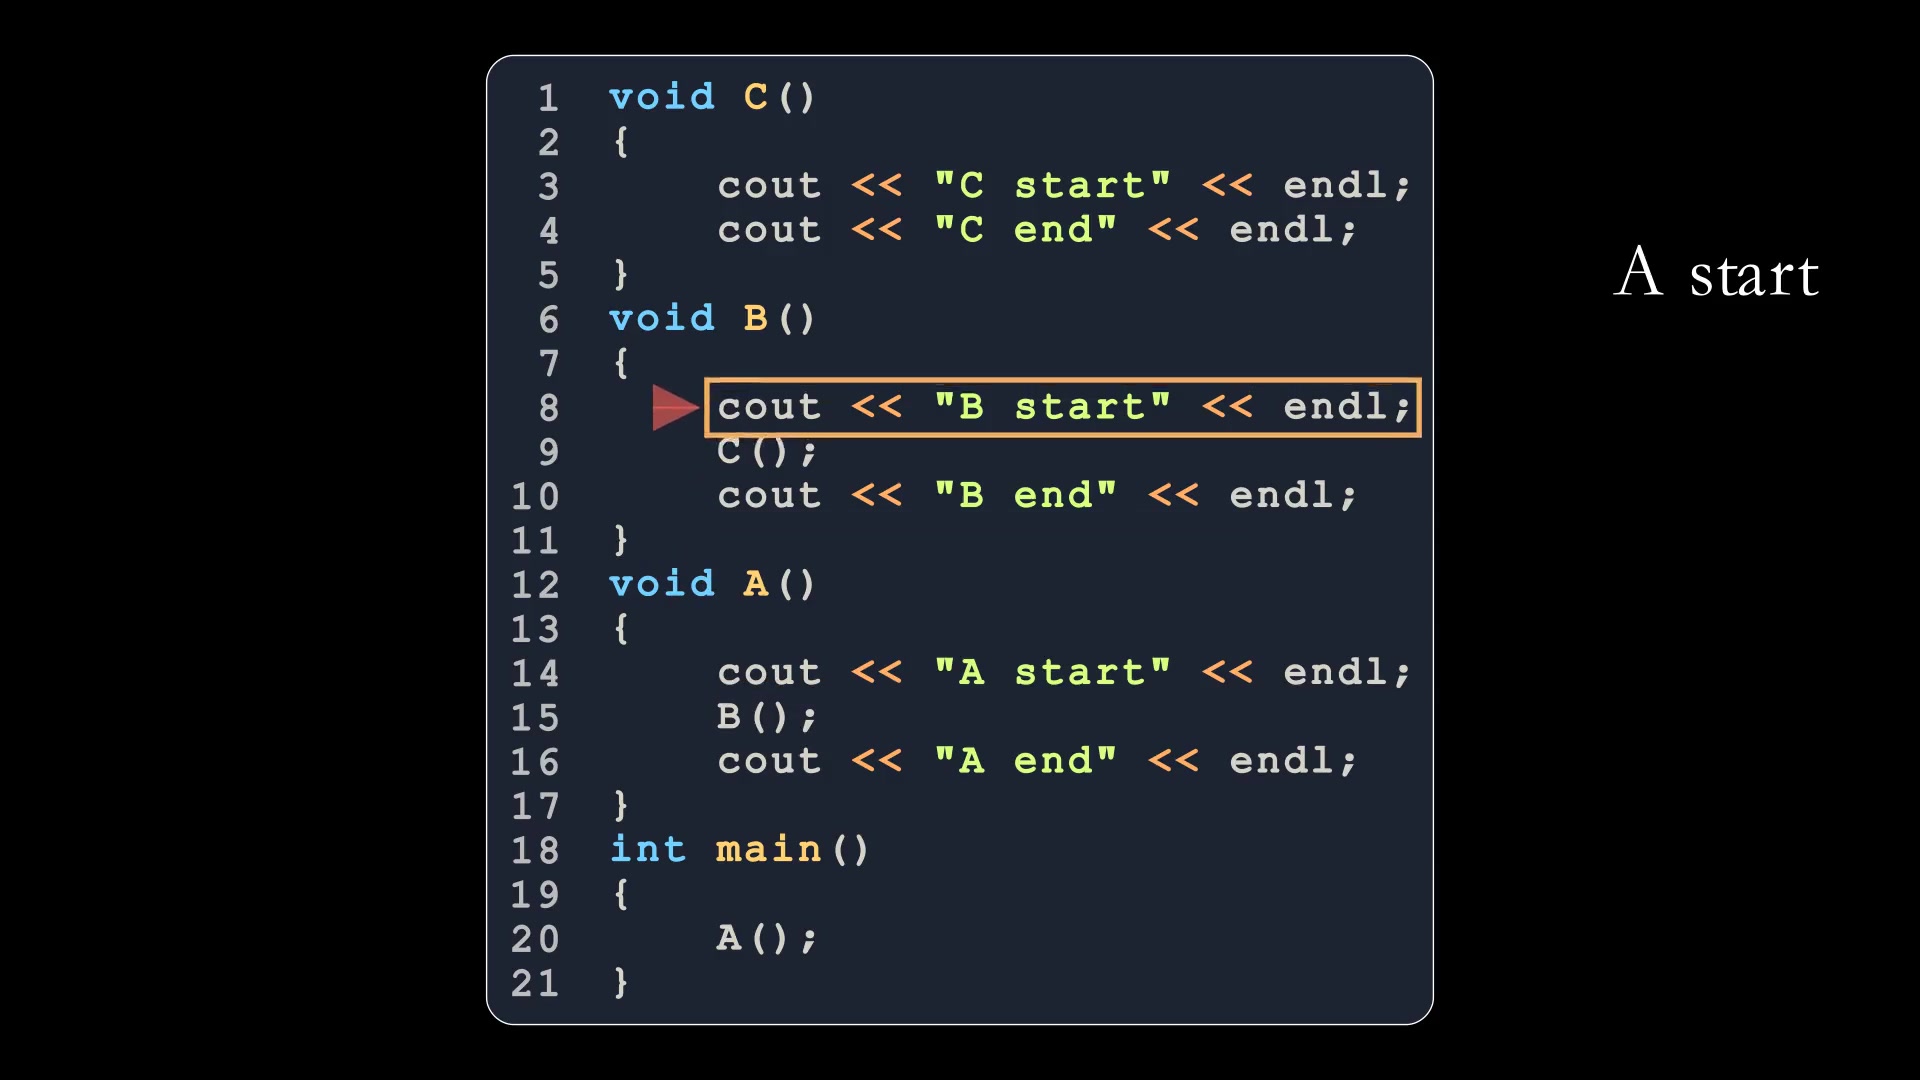 1 void C()
2 {
3 cout << "C start" << endl;
4 cout << "C end" << endl;
5 }
6 void B()
7 {
8 cout << "B start" << endl;
9 C();
10 cout << "B end" << endl;
11 }
12 void A()
13 {
14 cout << "A start" << endl;
15 B();
16 cout << "A end" << endl;
17 }
18 int main()
19 {
20 A();
21 }
A start